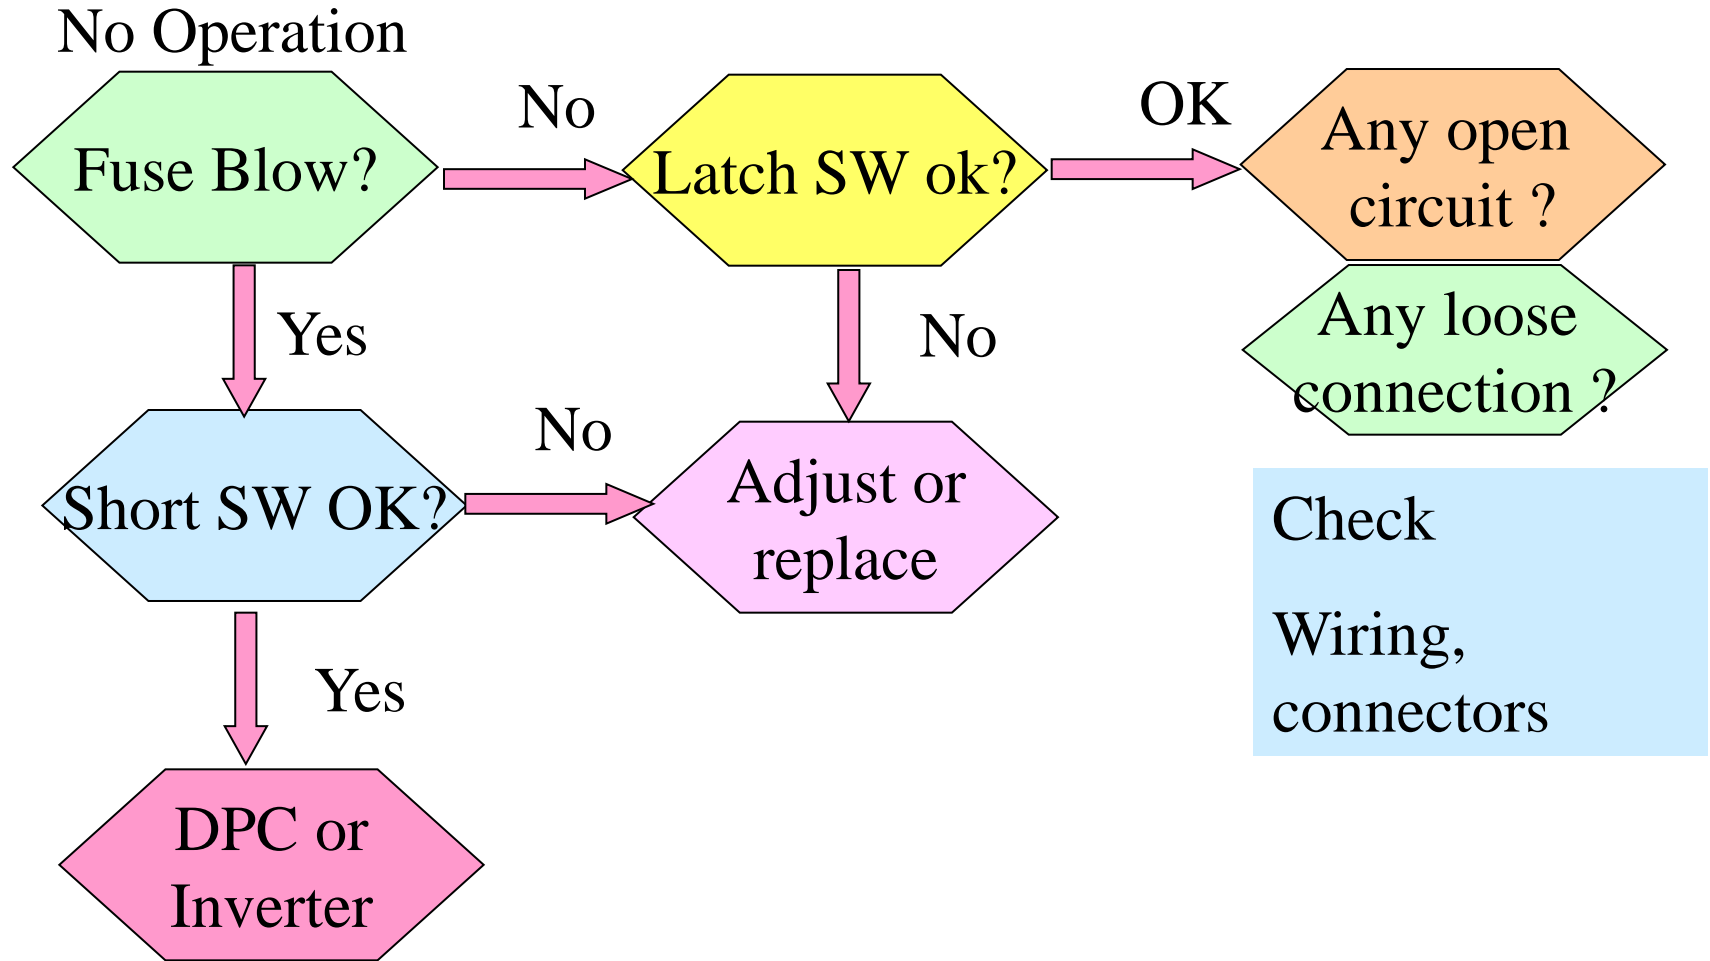 No Operation
Fuse Blow?
No
Latch SW ok?
OK
Any open
circuit ?
Any loose
connection ?
Yes
No
Short SW OK?
No
Adjust or
replace
Check
Wiring,
connectors
Yes
DPC or
Inverter